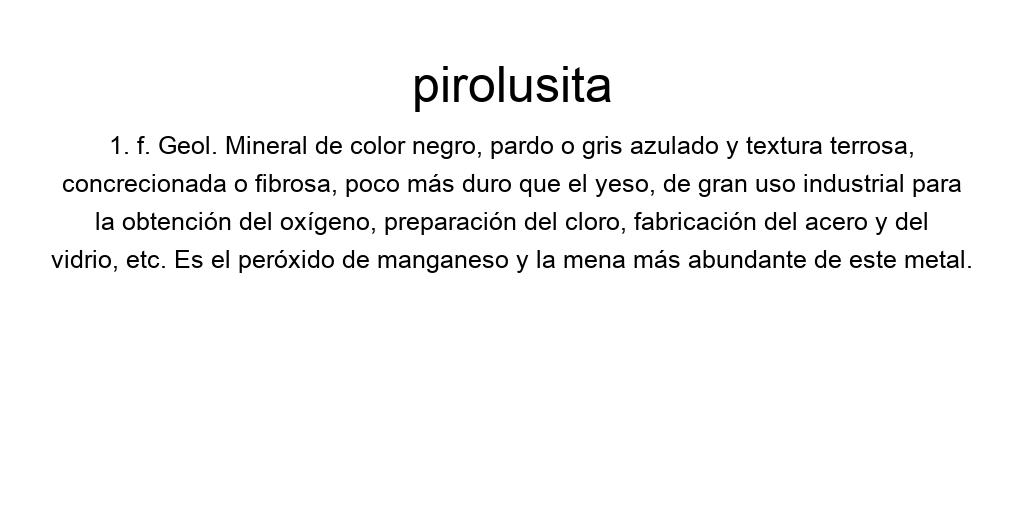 pirolusita
1. f. Geol. Mineral de color negro, pardo o gris azulado y textura terrosa,
concrecionada o fibrosa, poco más duro que el yeso, de gran uso industrial para
la obtención del oxígeno, preparación del cloro, fabricación del acero y del
vidrio, etc. Es el peróxido de manganeso y la mena más abundante de este metal.